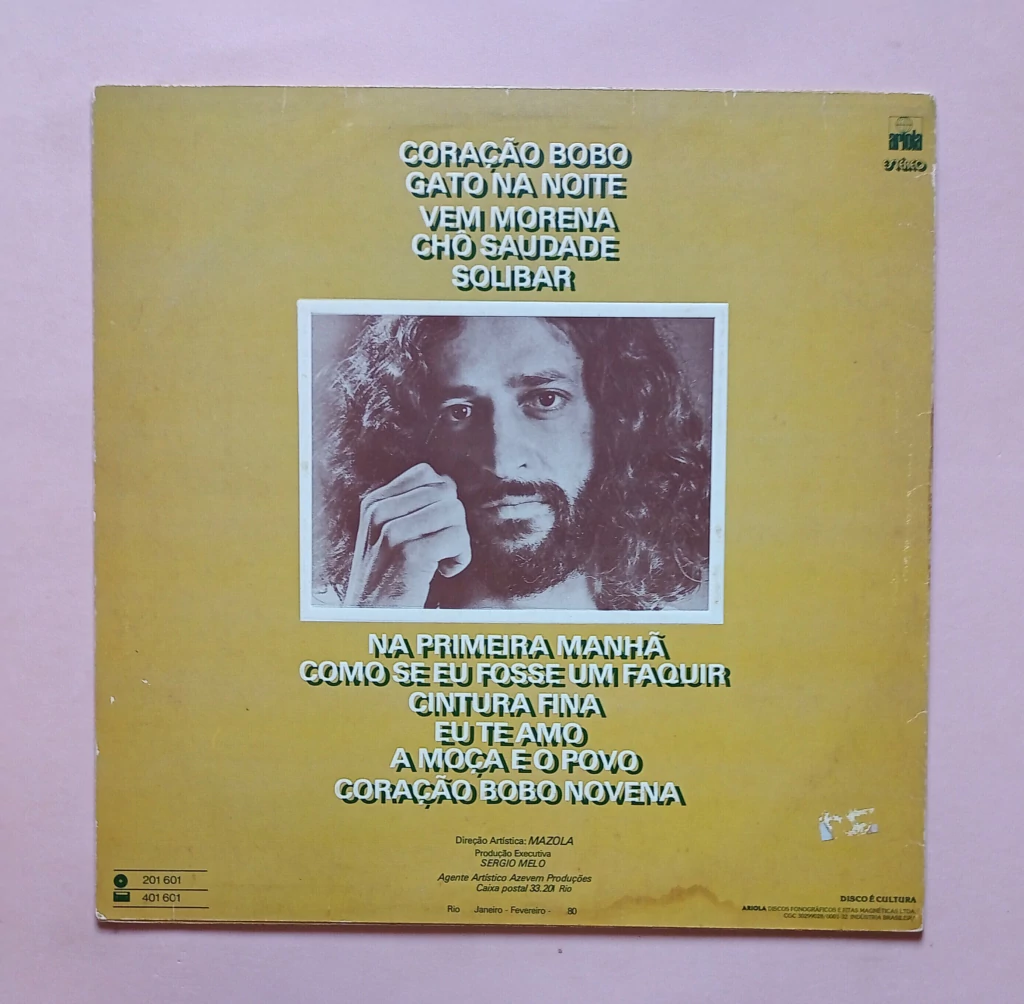 ariola
ESTÉREO
CORAÇÃO BOBO
GATO NA NOITE
VEM MORENA
CHÔ SAUDADE
SOLIBAR
NA PRIMEIRA MANHÃ
COMO SE EU FOSSE UM FAQUIR
CINTURA FINA
EU TE AMO
A MOÇA E O POVO
CORAÇÃO BOBO NOVENA
Direção Artística: MAZOLA
Produção Executiva
SERGIO MELO
Agente Artístico Azevem Produções
Caixa postal 33.201 Rio
Rio Janeiro - Fevereiro - 80
201 601
401 601
DISCO É CULTURA
ARIOLA DISCOS FONOGRÁFICOS E FITAS MAGNÉTICAS LTDA.
CGC INDÚSTRIA BRASILEIRA